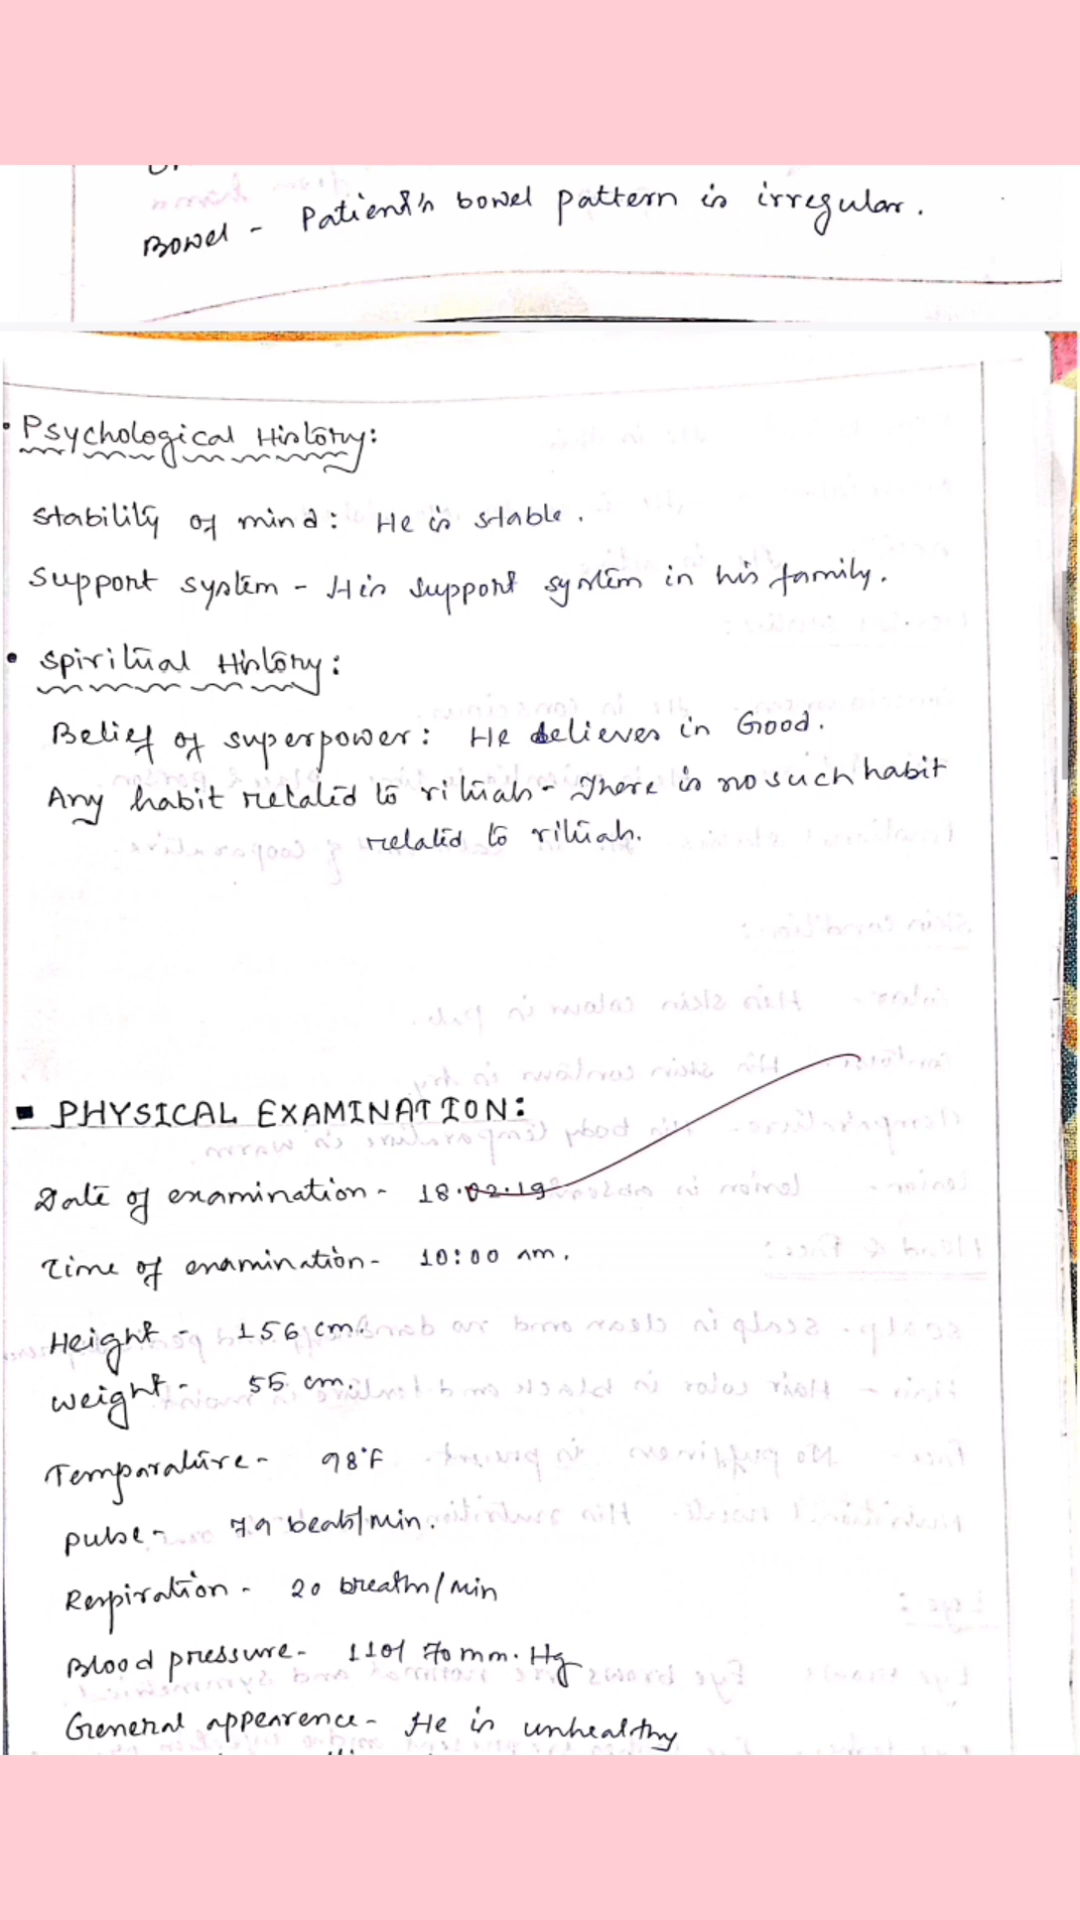 Bowel - Patient's bowel pattern is irregular.
Psychological History:
Stability of mind: He is stable.
Support system - His support system is his family.
Spiritual History:
Belief of superpower: He believes in Good.
Any habit related to rituals - There is no such habit
related to rituals.
PHYSICAL EXAMINATION:
Date of examination - 18.02.19
Time of examination - 10:00 am.
Height - 156 cm.
Weight - 55 cm.
Temparature - 98°F
pulse - 79 beats/min.
Respiration - 20 breaths/min
Blood pressure - 110/70 mm.Hg
General appearence - He is unhealthy